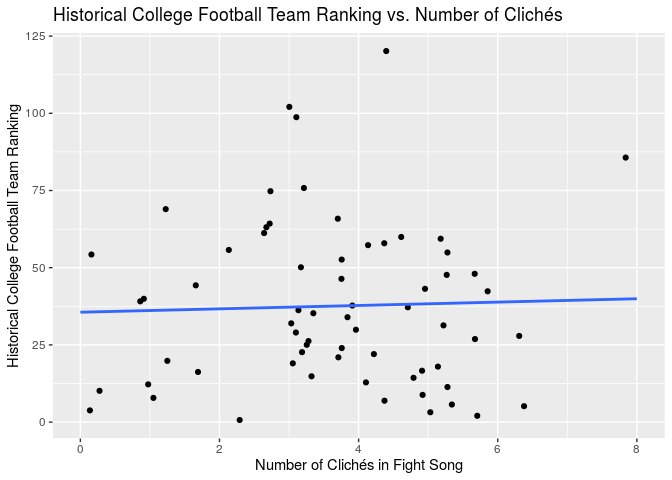 Historical College Football Team Ranking vs. Number of Clichés
Historical College Football Team Ranking
125
100
75
50
25
0
0 2 4 6 8
Number of Clichés in Fight Song